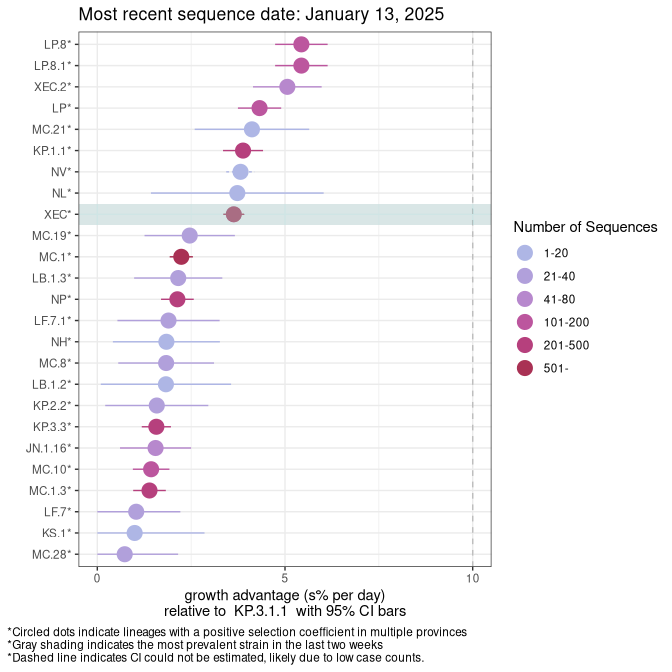 Most recent sequence date: January 13, 2025
LP.8*
LP.8.1*
XEC.2*
LP*
MC.21*
KP.1.1*
NV*
NL*
XEC*
MC.19*
MC.1*
LB.1.3*
NP*
LF.7.1*
NH*
MC.8*
LB.1.2*
KP.2.2*
KP.3.3*
JN.1.16*
MC.10*
MC.1.3*
LF.7*
KS.1*
MC.28*
0 5 10
growth advantage (s% per day)
relative to KP.3.1.1 with 95% CI bars
Number of Sequences
1-20
21-40
41-80
101-200
201-500
501-
*Circled dots indicate lineages with a positive selection coefficient in multiple provinces
*Gray shading indicates the most prevalent strain in the last two weeks
*Dashed line indicates CI could not be estimated, likely due to low case counts.